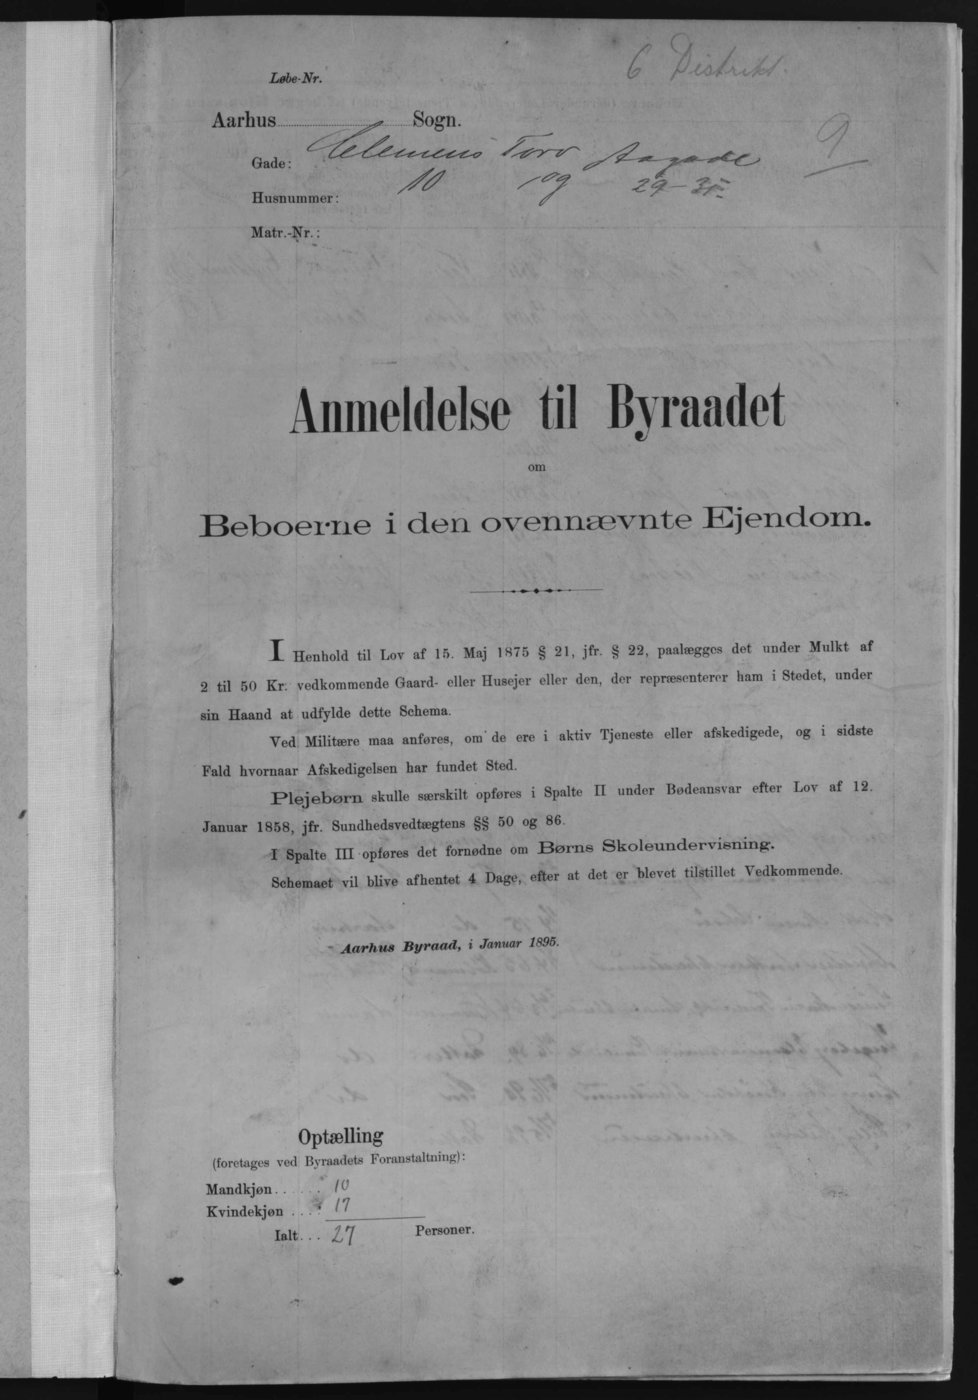 6 Distrikt.
Løbe-Nr.
Aarhus Sogn.
9
Gade: Clemens Torv Aagade
Husnummer: 10 og 29-31
Matr.-Nr.:
Anmeldelse til Byraadet
om
Beboerne i den ovennævnte Ejendom.
I Henhold til Lov af 15. Maj 1875 § 21, jfr. § 22, paalægges det under Mulkt af
2 til 50 Kr. vedkommende Gaard- eller Husejer eller den, der repræsenterer ham i Stedet, under
sin Haand at udfylde dette Schema.
Ved Militære maa anføres, om de ere i aktiv Tjeneste eller afskedigede, og i sidste
Fald hvornaar Afskedigelsen har fundet Sted.
Plejebørn skulle særskilt opføres i Spalte II under Bødeansvar efter Lov af 12.
Januar 1858, jfr. Sundhedsvedtægtens §§ 50 og 86.
I Spalte III opføres det fornødne om Børns Skoleundervisning.
Schemaet vil blive afhentet 4 Dage, efter at det er blevet tilstillet Vedkommende.
Aarhus Byraad, i Januar 1895.
Optælling
(foretages ved Byraadets Foranstaltning):
Mandkjøn...... 10
Kvindekjøn.... 17
Ialt... 27 Personer.